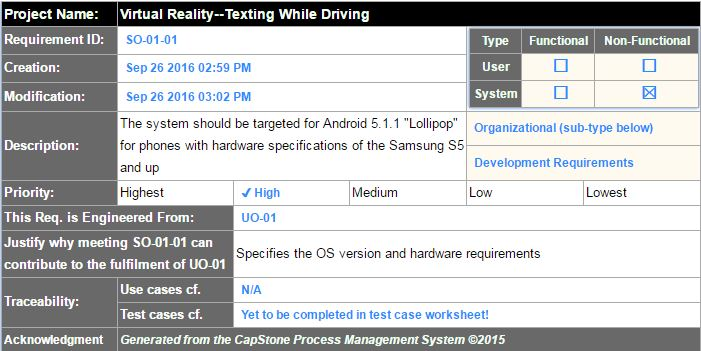 Project Name: Virtual Reality--Texting While Driving
Requirement ID: SO-01-01
Type Functional Non-Functional
Creation: Sep 26 2016 02:59 PM
User ☐ ☐
Modification: Sep 26 2016 03:02 PM
System ☐ ☒
Description:
The system should be targeted for Android 5.1.1 "Lollipop"
for phones with hardware specifications of the Samsung S5
and up
Organizational (sub-type below)
Development Requirements
Priority: Highest ✓ High Medium Low Lowest
This Req. is Engineered From: UO-01
Justify why meeting SO-01-01 can
contribute to the fulfilment of UO-01
Specifies the OS version and hardware requirements
Traceability:
Use cases cf. N/A
Test cases cf. Yet to be completed in test case worksheet!
Acknowledgment Generated from the CapStone Process Management System ©2015